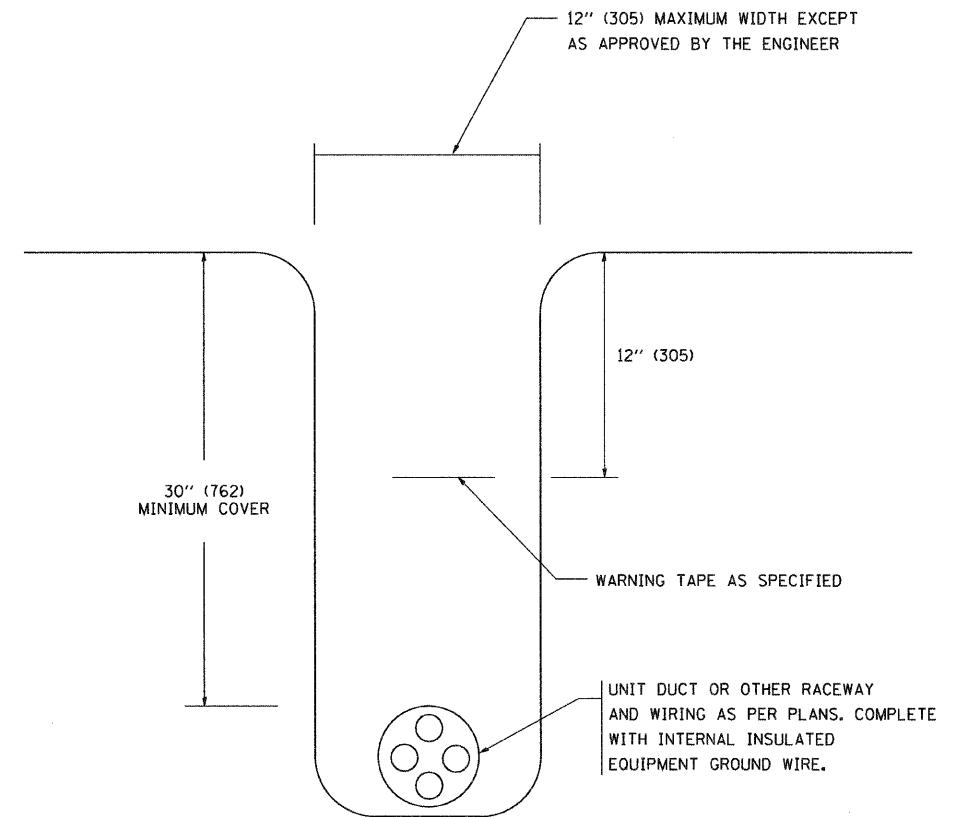 12" (305) MAXIMUM WIDTH EXCEPT
AS APPROVED BY THE ENGINEER
12" (305)
30" (762)
MINIMUM COVER
WARNING TAPE AS SPECIFIED
UNIT DUCT OR OTHER RACEWAY
AND WIRING AS PER PLANS. COMPLETE
WITH INTERNAL INSULATED
EQUIPMENT GROUND WIRE.